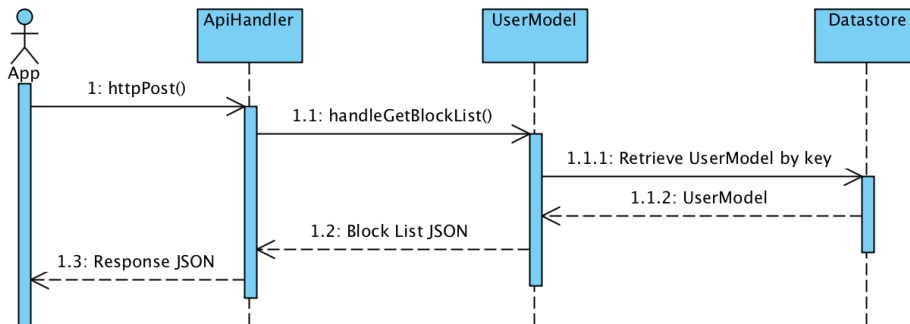 ApiHandler
UserModel
Datastore
App
1: httpPost()
1.1: handleGetBlockList()
1.1.1: Retrieve UserModel by key
1.1.2: UserModel
1.2: Block List JSON
1.3: Response JSON